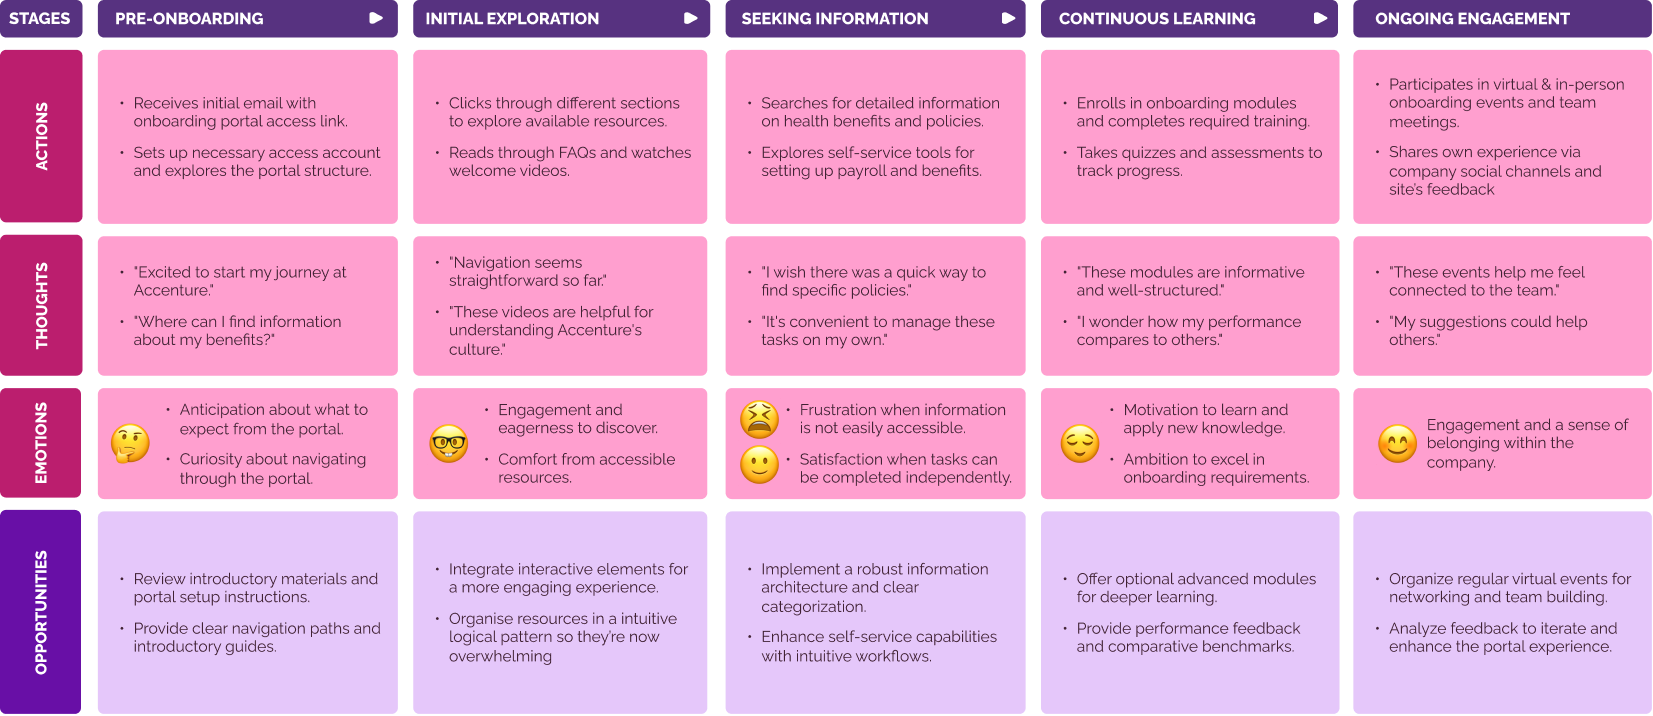 STAGES
PRE-ONBOARDING
INITIAL EXPLORATION
SEEKING INFORMATION
CONTINUOUS LEARNING
ONGOING ENGAGEMENT
ACTIONS
• Receives initial email with
onboarding portal access link.
• Sets up necessary access account
and explores the portal structure.
• Clicks through different sections
to explore available resources.
• Reads through FAQs and watches
welcome videos.
• Searches for detailed information
on health benefits and policies.
• Explores self-service tools for
setting up payroll and benefits.
• Enrolls in onboarding modules
and completes required training.
• Takes quizzes and assessments to
track progress.
• Participates in virtual & in-person
onboarding events and team
meetings.
• Shares own experience via
company social channels and
site's feedback
THOUGHTS
• "Excited to start my journey at
Accenture."
• "Where can I find information
about my benefits?"
• "Navigation seems
straightforward so far."
• "These videos are helpful for
understanding Accenture's
culture."
• "I wish there was a quick way to
find specific policies."
• "It's convenient to manage these
tasks on my own."
• "These modules are informative
and well-structured."
• "I wonder how my performance
compares to others."
• "These events help me feel
connected to the team."
• "My suggestions could help
others."
EMOTIONS
• Anticipation about what to
expect from the portal.
• Curiosity about navigating
through the portal.
• Engagement and
eagerness to discover.
• Comfort from accessible
resources.
• Frustration when information
is not easily accessible.
• Satisfaction when tasks can
be completed independently.
• Motivation to learn and
apply new knowledge.
• Ambition to excel in
onboarding requirements.
Engagement and a sense of
belonging within the
company.
OPPORTUNITIES
• Review introductory materials and
portal setup instructions.
• Provide clear navigation paths and
introductory guides.
• Integrate interactive elements for
a more engaging experience.
• Organise resources in a intuitive
logical pattern so they're now
overwhelming
• Implement a robust information
architecture and clear
categorization.
• Enhance self-service capabilities
with intuitive workflows.
• Offer optional advanced modules
for deeper learning.
• Provide performance feedback
and comparative benchmarks.
• Organize regular virtual events for
networking and team building.
• Analyze feedback to iterate and
enhance the portal experience.